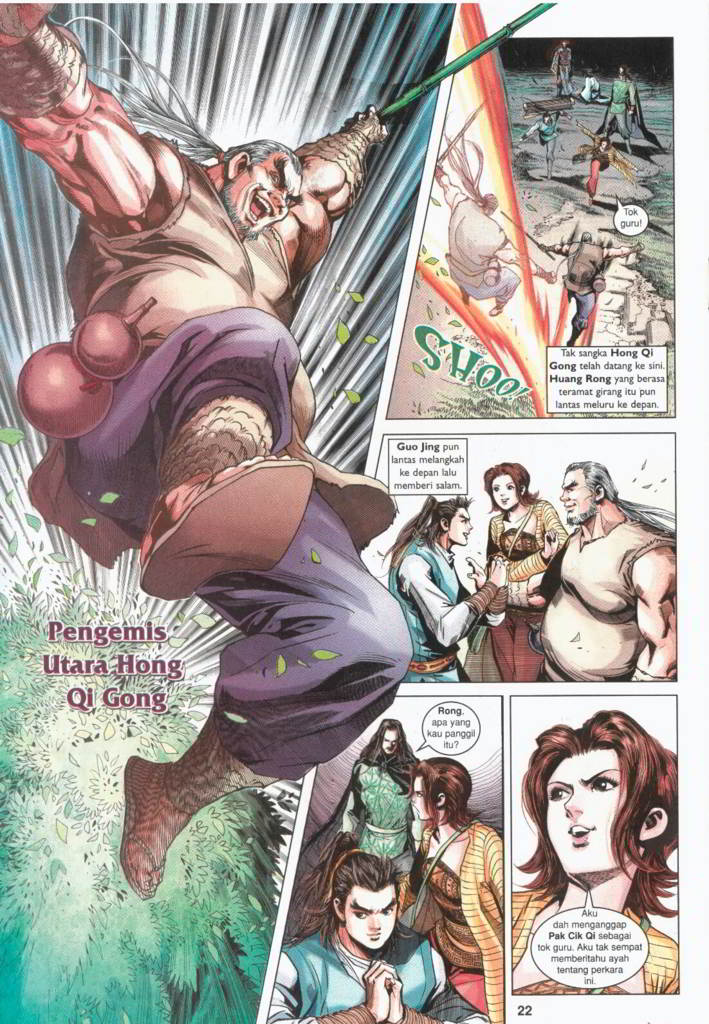 Pengemis
Utara Hong
Qi Gong
Tok
guru!
SHOO!
Tak sangka Hong Qi
Gong telah datang ke sini.
Huang Rong yang berasa
teramat girang itu pun
lantas meluru ke depan.
Guo Jing pun
lantas melangkah
ke depan lalu
memberi salam.
Rong,
apa yang
kau panggil
itu?
Aku
dah menganggap
Pak Cik Qi sebagai
tok guru. Aku tak sempat
memberitahu ayah
tentang perkara
ini.
22